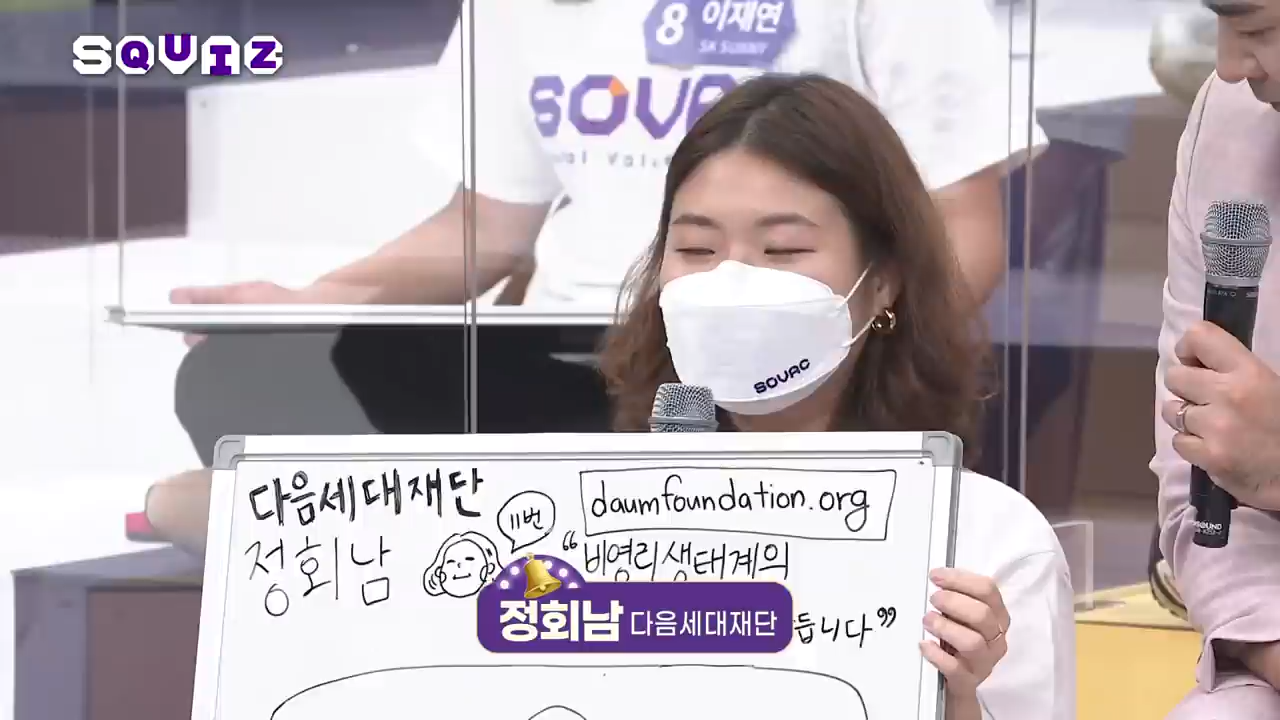 SQUIZ
8 이재연
SK SUNNY
SOVAC
SOVAC
다음세대재단
11번
daumfoundation.org
정회남
“비영리생태계의
듭니다”
정회남 다음세대재단